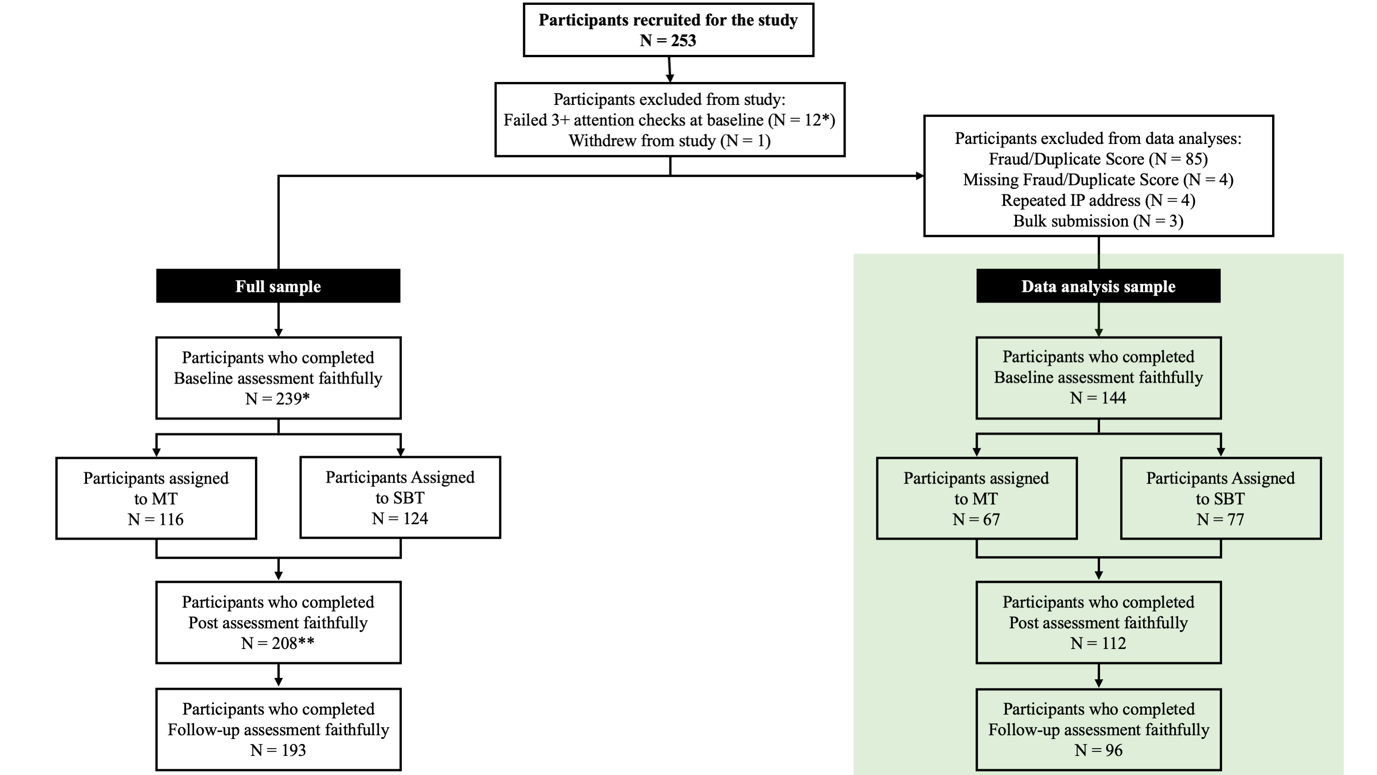 Participants recruited for the study
N = 253
Participants excluded from study:
Failed 3+ attention checks at baseline (N = 12*)
Withdrew from study (N = 1)
Participants excluded from data analyses:
Fraud/Duplicate Score (N = 85)
Missing Fraud/Duplicate Score (N = 4)
Repeated IP address (N = 4)
Bulk submission (N = 3)
Full sample
Participants who completed
Baseline assessment faithfully
N = 239*
Participants assigned
to MT
N = 116
Participants Assigned
to SBT
N = 124
Participants who completed
Post assessment faithfully
N = 208**
Participants who completed
Follow-up assessment faithfully
N = 193
Data analysis sample
Participants who completed
Baseline assessment faithfully
N = 144
Participants assigned
to MT
N = 67
Participants Assigned
to SBT
N = 77
Participants who completed
Post assessment faithfully
N = 112
Participants who completed
Follow-up assessment faithfully
N = 96